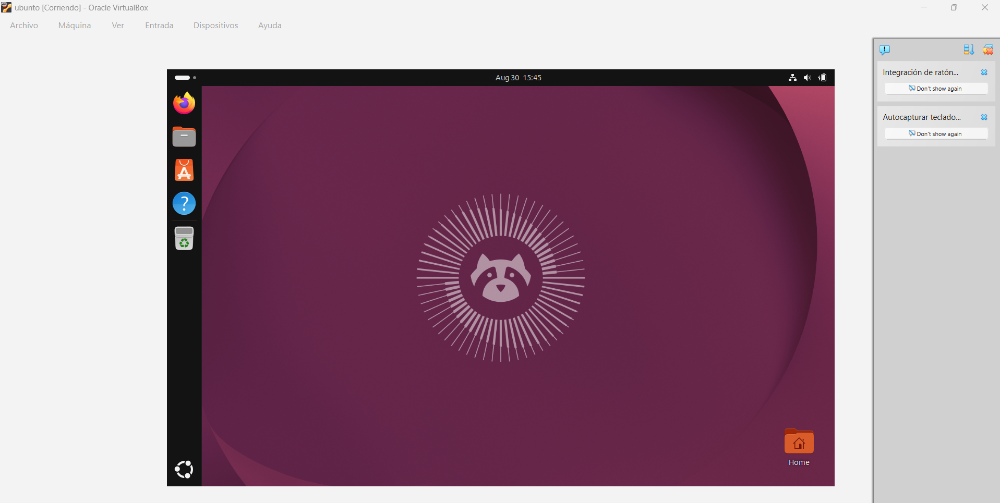 ubunto [Corriendo] - Oracle VirtualBox
Archivo Máquina Ver Entrada Dispositivos Ayuda
Aug 30 15:45
Integración de ratón...
Don't show again
Autocapturar teclado...
Don't show again
Home